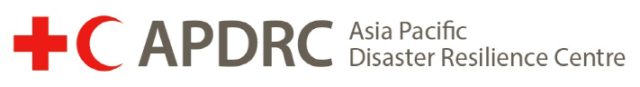 APDRC
Asia Pacific
Disaster Resilience Centre